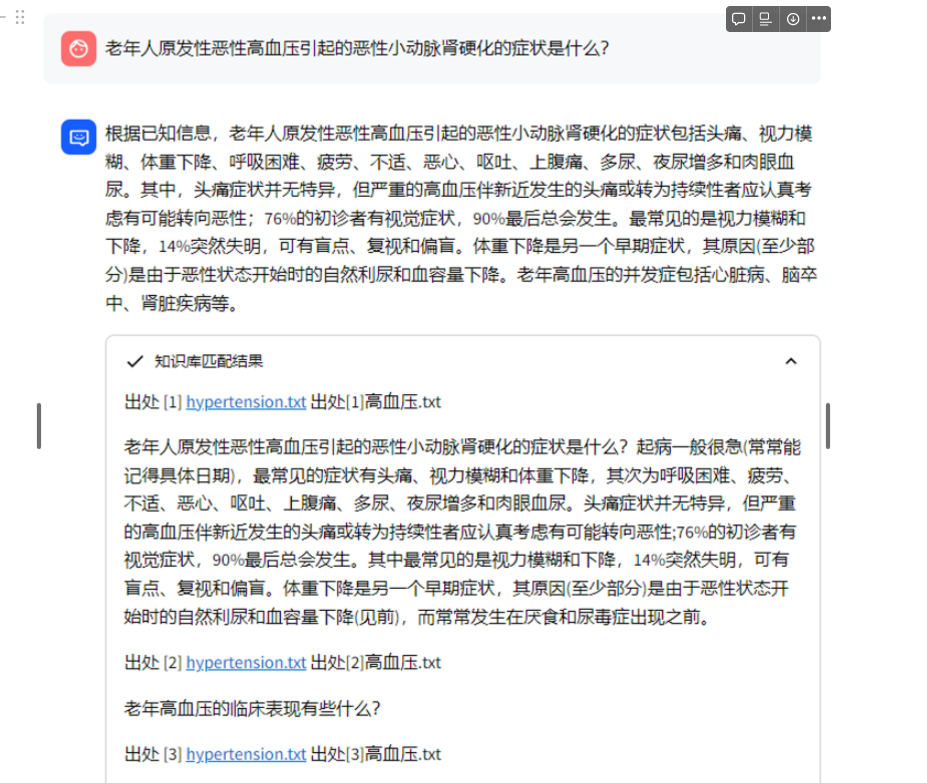 老年人原发性恶性高血压引起的恶性小动脉肾硬化的症状是什么?
根据已知信息，老年人原发性恶性高血压引起的恶性小动脉肾硬化的症状包括头痛、视力模
糊、体重下降、呼吸困难、疲劳、不适、恶心、呕吐、上腹痛、多尿、夜尿增多和肉眼血
尿。其中，头痛症状并无特异，但严重的高血压伴新近发生的头痛或转为持续性者应认真考
虑有可能转向恶性；76%的初诊者有视觉症状，90%最后总会发生。最常见的是视力模糊和
下降，14%突然失明，可有盲点、复视和偏盲。体重下降是另一个早期症状，其原因(至少部
分)是由于恶性状态开始时的自然利尿和血容量下降。老年高血压的并发症包括心脏病、脑卒
中、肾脏疾病等。
知识库匹配结果
出处 [1] hypertension.txt 出处[1]高血压.txt
老年人原发性恶性高血压引起的恶性小动脉肾硬化的症状是什么？起病一般很急(常常能
记得具体日期)，最常见的症状有头痛、视力模糊和体重下降，其次为呼吸困难、疲劳、
不适、恶心、呕吐、上腹痛、多尿、夜尿增多和肉眼血尿。头痛症状并无特异，但严重
的高血压伴新近发生的头痛或转为持续性者应认真考虑有可能转向恶性;76%的初诊者有
视觉症状，90%最后总会发生。其中最常见的是视力模糊和下降，14%突然失明，可有
盲点、复视和偏盲。体重下降是另一个早期症状，其原因(至少部分)是由于恶性状态开
始时的自然利尿和血容量下降(见前)，而常常发生在厌食和尿毒症出现之前。
出处 [2] hypertension.txt 出处[2]高血压.txt
老年高血压的临床表现有些什么？
出处 [3] hypertension.txt 出处[3]高血压.txt